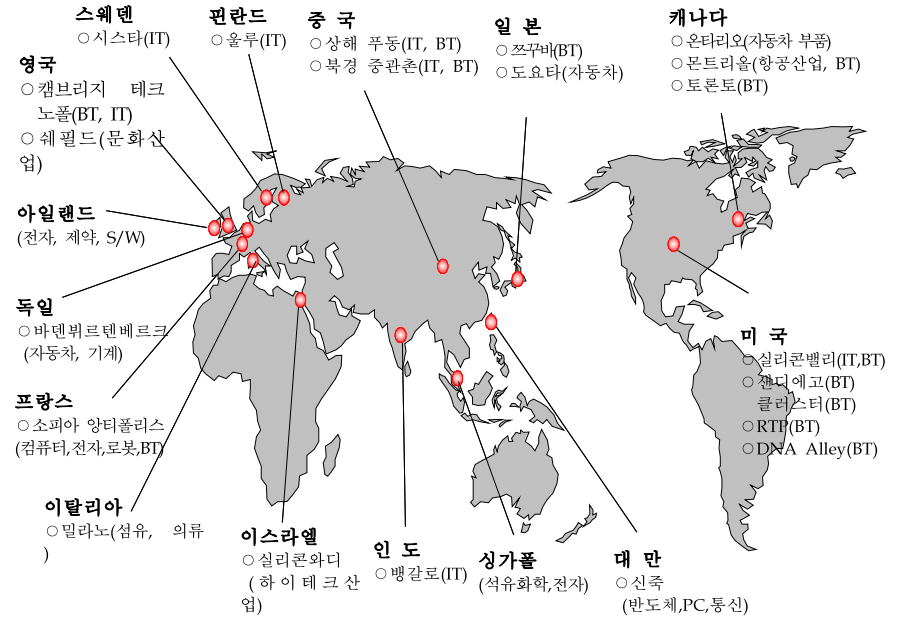 스웨덴
○시스타(IT)
핀란드
○울루(IT)
중 국
○상해 푸동(IT, BT)
○북경 중관촌(IT, BT)
일 본
○쯔꾸바(BT)
○도요타(자동차)
캐나다
○온타리오(자동차 부품)
○몬트리올(항공산업, BT)
○토론토(BT)
영국
○캠브리지 테크
노폴(BT, IT)
○쉐필드(문화산
업)
아일랜드
(전자, 제약, S/W)
독일
○바덴뷔르텐베르크
(자동차, 기계)
프랑스
○소피아 앙티폴리스
(컴퓨터,전자,로봇,BT)
이탈리아
○밀라노(섬유, 의류
)
이스라엘
○실리콘와디
(하이테크산
업)
인 도
○뱅갈로(IT)
싱가폴
(석유화학,전자)
대 만
○신죽
(반도체,PC,통신)
미 국
○실리콘밸리(IT,BT)
○샌디에고(BT)
클러스터(BT)
○RTP(BT)
○DNA Alley(BT)